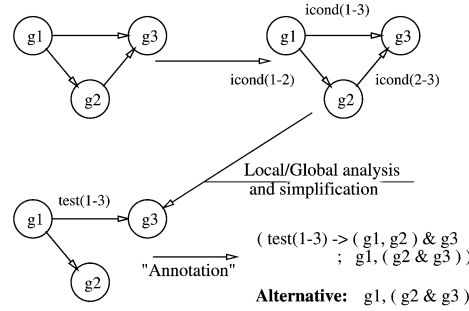 g1
g3
g2
icond(1-3)
g1
g3
icond(1-2)
icond(2-3)
g2
Local/Global analysis
and simplification
test(1-3)
g1
g3
g2
"Annotation"
( test(1-3) -> ( g1, g2 ) & g3
; g1, ( g2 & g3 ) )
Alternative: g1, ( g2 & g3 )